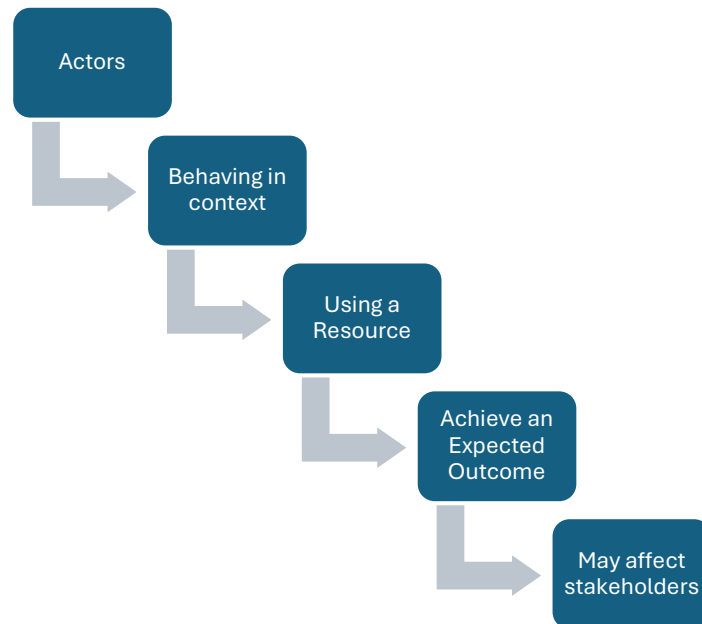 Actors
Behaving in
context
Using a
Resource
Achieve an
Expected
Outcome
May affect
stakeholders